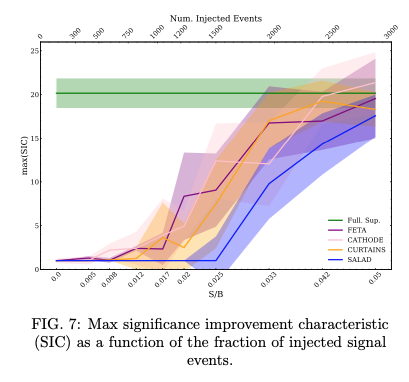 Num. Injected Events
0 300 500 750 1000 1200 1500 2000 2500 3000
25
20
15
10
5
0
max(SIC)
Full. Sup.
FETA
CATHODE
CURTAINS
SALAD
0.0 0.005 0.008 0.012 0.017 0.02 0.025 0.033 0.042 0.05
S/B
FIG. 7: Max significance improvement characteristic
(SIC) as a function of the fraction of injected signal
events.